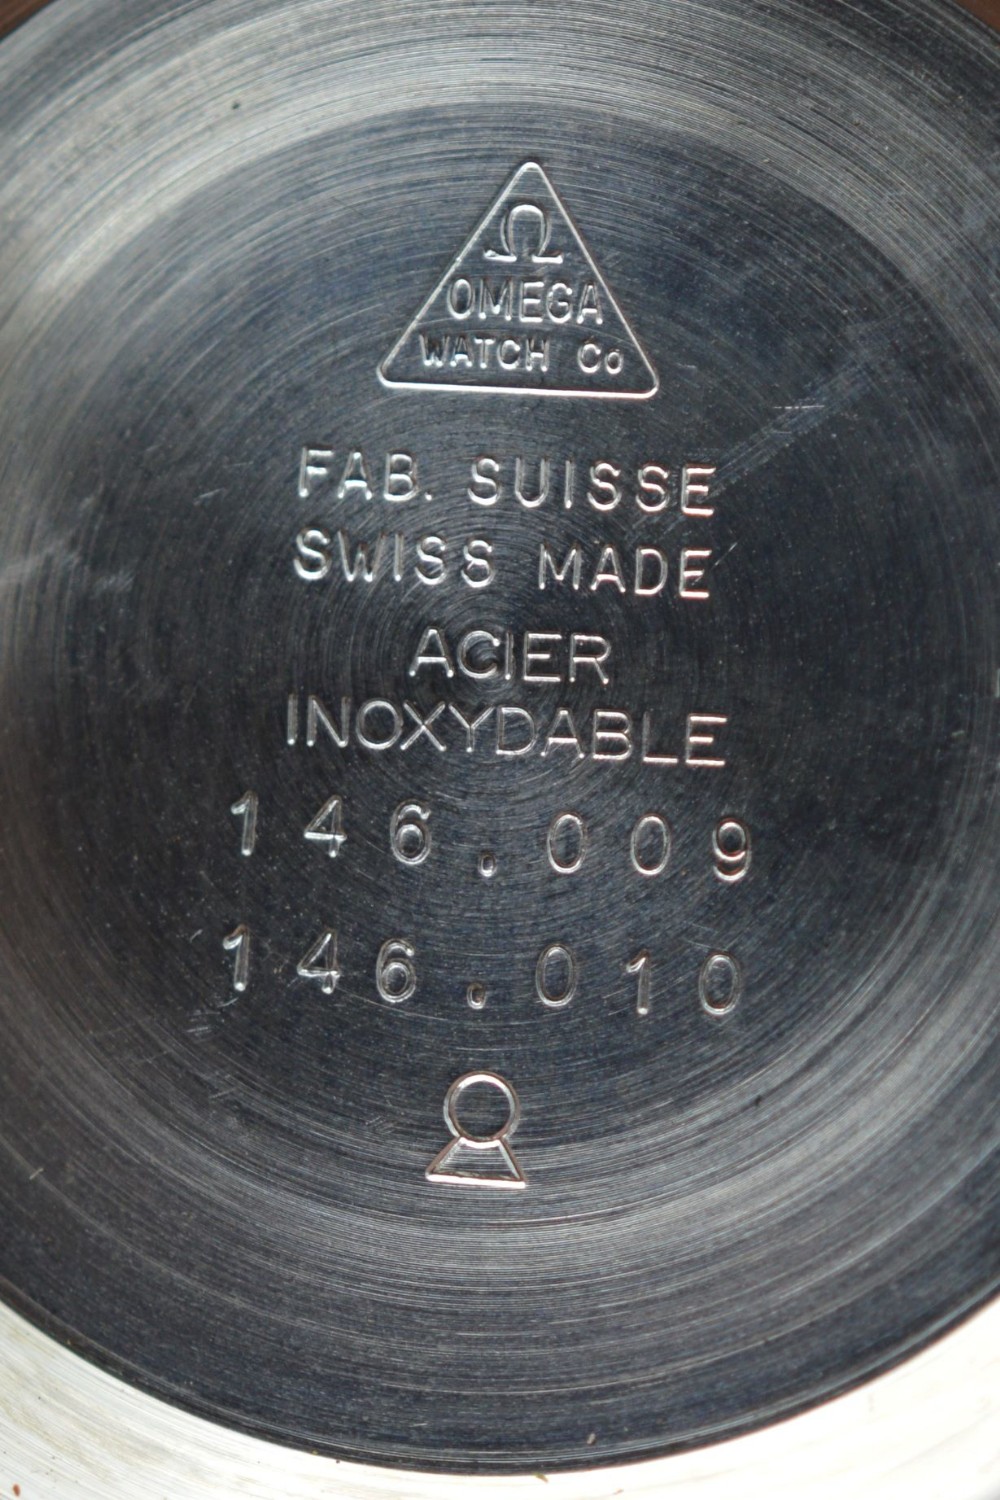 Ω
OMEGA
WATCH Co
FAB. SUISSE
SWISS MADE
ACIER
INOXYDABLE
146.009
146.010